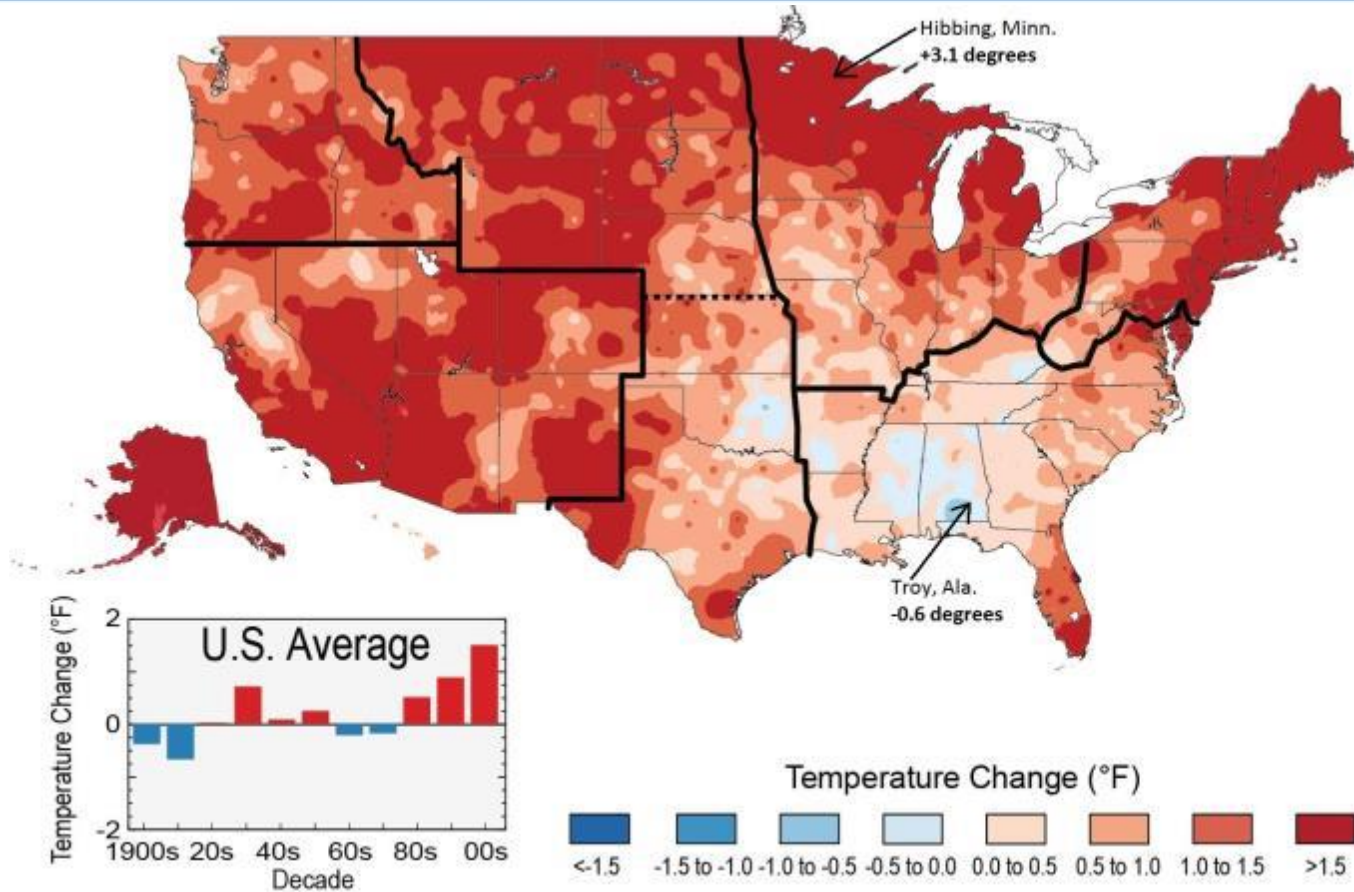 Hibbing, Minn.
+3.1 degrees
Troy, Ala.
-0.6 degrees
U.S. Average
Temperature Change (°F)
2
0
-2
1900s 20s 40s 60s 80s 00s
Decade
Temperature Change (°F)
<-1.5 -1.5 to -1.0 -1.0 to -0.5 -0.5 to 0.0 0.0 to 0.5 0.5 to 1.0 1.0 to 1.5 >1.5